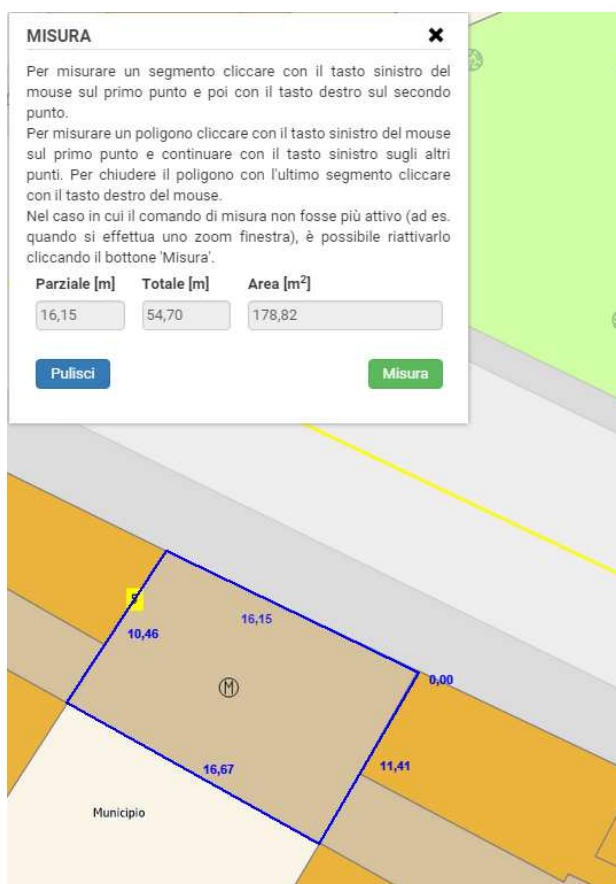 MISURA
Per misurare un segmento cliccare con il tasto sinistro del
mouse sul primo punto e poi con il tasto destro sul secondo
punto.
Per misurare un poligono cliccare con il tasto sinistro del mouse
sul primo punto e continuare con il tasto sinistro sugli altri
punti. Per chiudere il poligono con l'ultimo segmento cliccare
con il tasto destro del mouse.
Nel caso in cui il comando di misura non fosse più attivo (ad es.
quando si effettua uno zoom finestra), è possibile riattivarlo
cliccando il bottone 'Misura'.
Parziale [m] Totale [m] Area [m²]
16,15 54,70 178,82
Pulisci Misura
10,46
16,15
M
0,00
16,67
11,41
Municipio